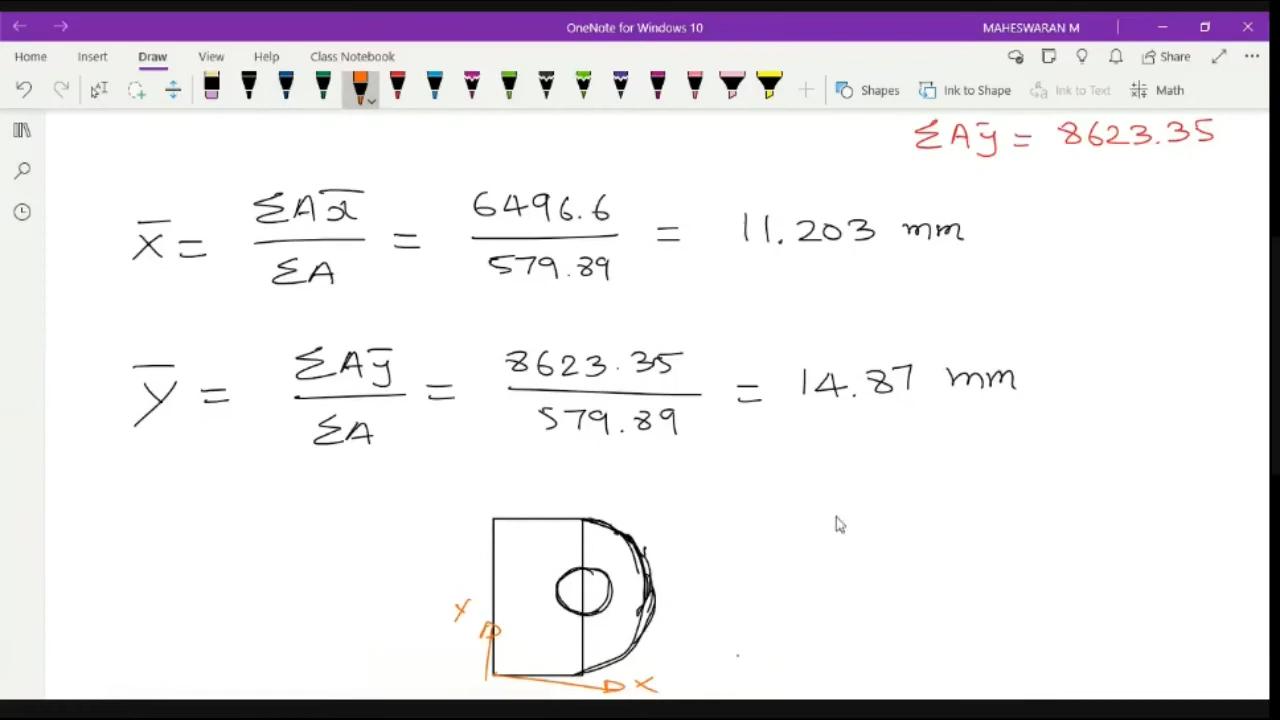 OneNote for Windows 10
MAHESWARAN M
Home Insert Draw View Help Class Notebook Share
Shapes Ink to Shape Ink to Text Math
ΣAȳ = 8623.35
X̅ = ΣAx̅ / ΣA = 6496.6 / 579.89 = 11.203 mm
y̅ = ΣAy̅ / ΣA = 8623.35 / 579.89 = 14.87 mm
Y
X